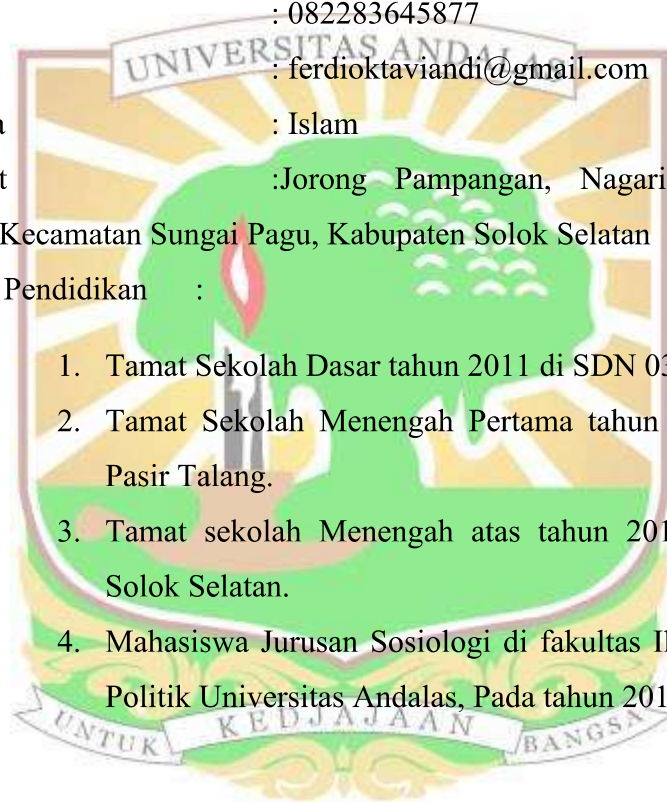 : 082283645877
UNIVERSITAS ANDALAS
: ferdioktaviandi@gmail.com
: Islam
:Jorong Pampangan, Nagari
Kecamatan Sungai Pagu, Kabupaten Solok Selatan
Pendidikan :
1. Tamat Sekolah Dasar tahun 2011 di SDN 03
2. Tamat Sekolah Menengah Pertama tahun
Pasir Talang.
3. Tamat sekolah Menengah atas tahun 201
Solok Selatan.
4. Mahasiswa Jurusan Sosiologi di fakultas Il
Politik Universitas Andalas, Pada tahun 201
UNTUK KEDJAJAAN BANGSA